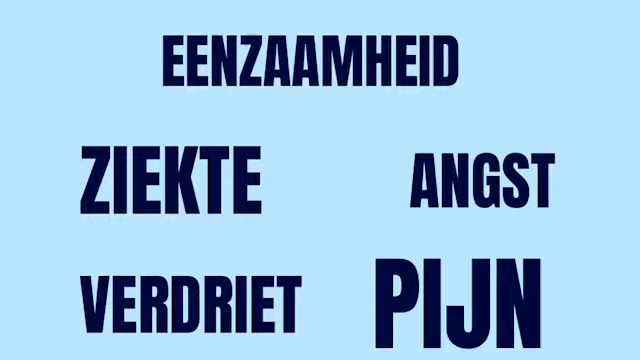 EENZAAMHEID
ZIEKTE
ANGST
VERDRIET
PIJN